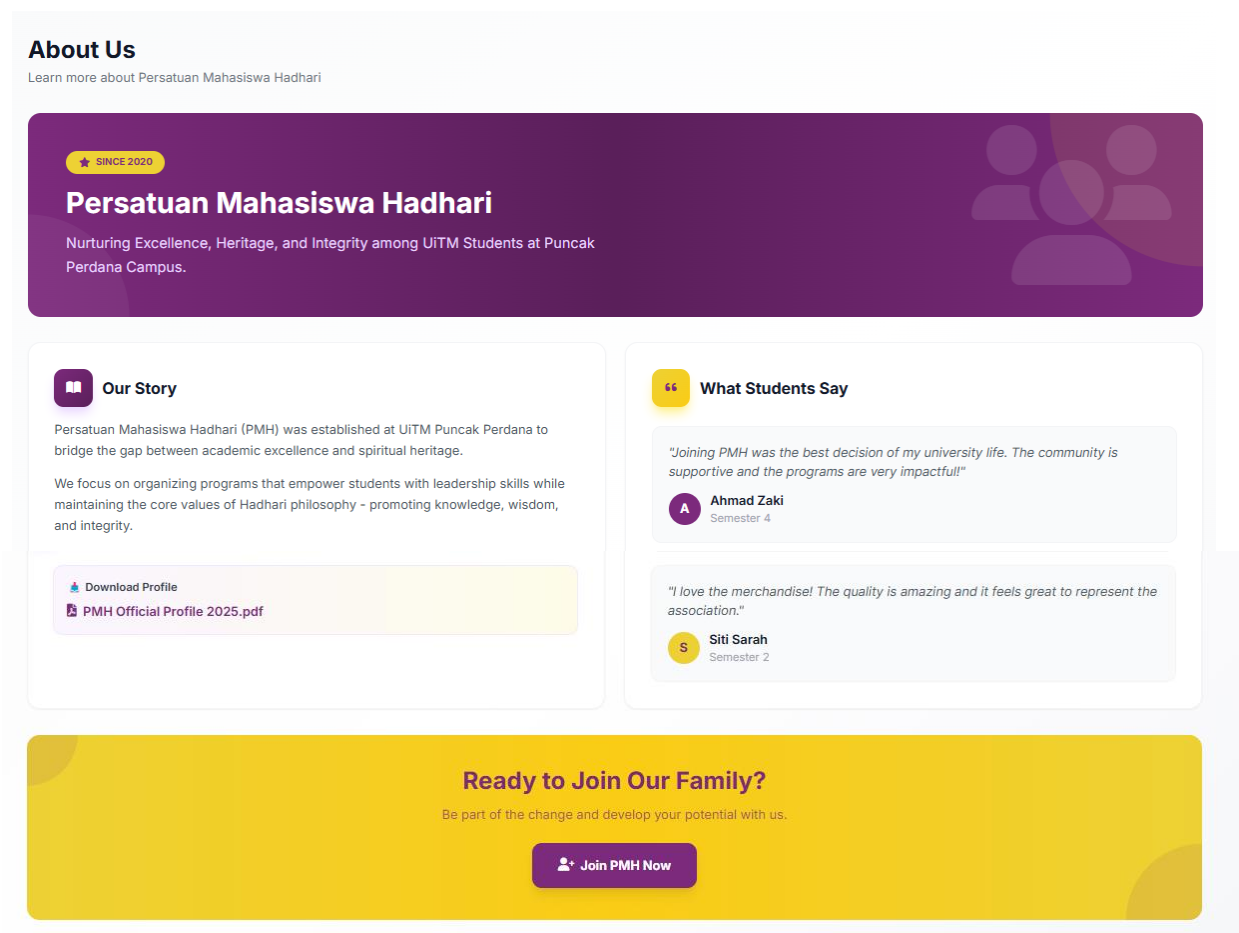 About Us
Learn more about Persatuan Mahasiswa Hadhari
SINCE 2020
Persatuan Mahasiswa Hadhari
Nurturing Excellence, Heritage, and Integrity among UiTM Students at Puncak
Perdana Campus.
Our Story
Persatuan Mahasiswa Hadhari (PMH) was established at UiTM Puncak Perdana to
bridge the gap between academic excellence and spiritual heritage.
We focus on organizing programs that empower students with leadership skills while
maintaining the core values of Hadhari philosophy - promoting knowledge, wisdom,
and integrity.
Download Profile
PMH Official Profile 2025.pdf
What Students Say
"Joining PMH was the best decision of my university life. The community is
supportive and the programs are very impactful!"
A
Ahmad Zaki
Semester 4
"I love the merchandise! The quality is amazing and it feels great to represent the
association."
S
Siti Sarah
Semester 2
Ready to Join Our Family?
Be part of the change and develop your potential with us.
Join PMH Now